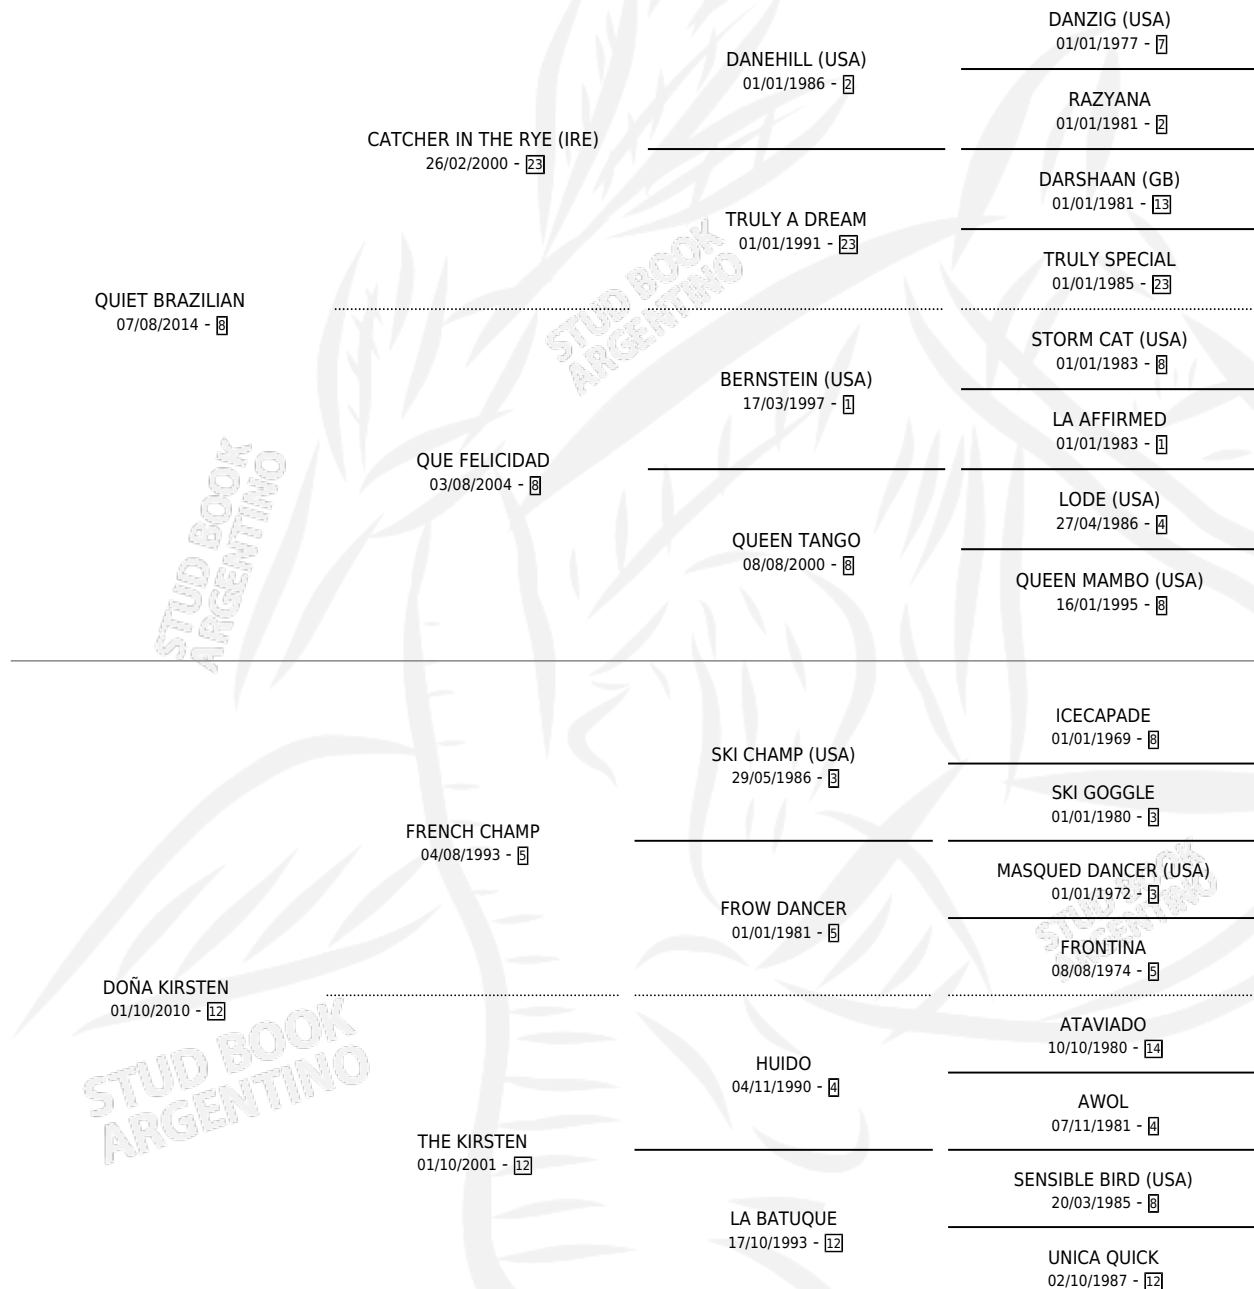 DANZIG (USA)
01/01/1977 - 7
DANEHILL (USA)
01/01/1986 - 2
RAZYANA
01/01/1981 - 2
CATCHER IN THE RYE (IRE)
26/02/2000 - 23
DARSHAAN (GB)
01/01/1981 - 13
TRULY A DREAM
01/01/1991 - 23
TRULY SPECIAL
01/01/1985 - 23
QUIET BRAZILIAN
07/08/2014 - 8
STORM CAT (USA)
01/01/1983 - 8
BERNSTEIN (USA)
17/03/1997 - 1
LA AFFIRMED
01/01/1983 - 1
QUE FELICIDAD
03/08/2004 - 8
LODE (USA)
27/04/1986 - 4
QUEEN TANGO
08/08/2000 - 8
QUEEN MAMBO (USA)
16/01/1995 - 8
ICECAPADE
01/01/1969 - 8
SKI CHAMP (USA)
29/05/1986 - 3
SKI GOGGLE
01/01/1980 - 3
FRENCH CHAMP
04/08/1993 - 5
MASQUED DANCER (USA)
01/01/1972 - 3
FROW DANCER
01/01/1981 - 5
FRONTINA
08/08/1974 - 5
DOÑA KIRSTEN
01/10/2010 - 12
ATAVIADO
10/10/1980 - 14
HUIDO
04/11/1990 - 4
AWOL
07/11/1981 - 4
THE KIRSTEN
01/10/2001 - 12
SENSIBLE BIRD (USA)
20/03/1985 - 8
LA BATUQUE
17/10/1993 - 12
UNICA QUICK
02/10/1987 - 12
STUD BOOK
ARGENTINO
STUD BOOK
ARGENTINO
STUD BOOK
ARGENTINO
STUD BOOK
ARGENTINO